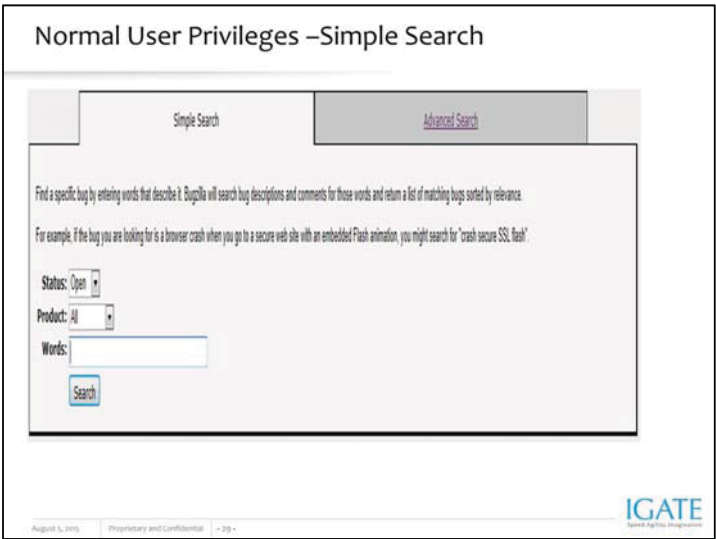 Normal User Privileges –Simple Search
Simple Search
Advanced Search
Find a specific bug by entering words that describe it. Bugzilla will search bug descriptions and comments for those words and return a list of matching bugs sorted by relevance.
For example, if the bug you are looking for is a browser crash when you go to a secure web site with an embedded Flash animation, you might search for "crash secure SSL flash".
Status: Open
Product: All
Words:
Search
IGATE
Speed.Agility.Imagination
August 5, 2015 Proprietary and Confidential - 29 -